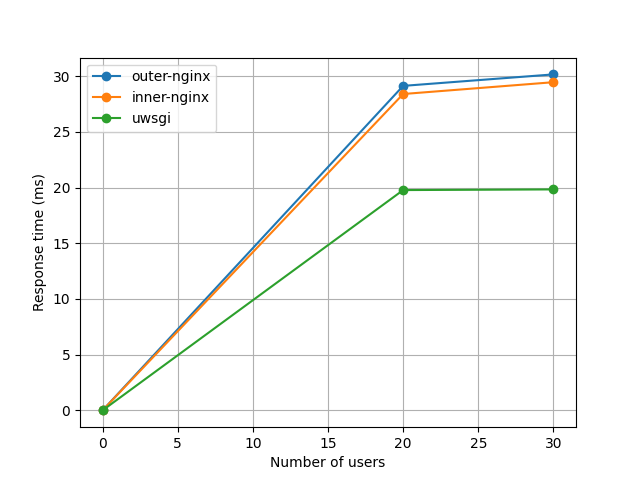 outer-nginx
inner-nginx
uwsgi
30
25
20
15
10
5
0
Response time (ms)
0 5 10 15 20 25 30
Number of users